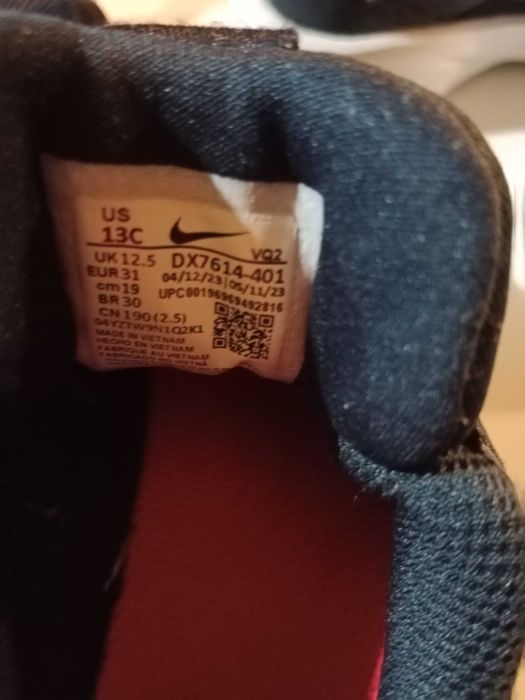 US
13C VQ2
UK 12.5 DX7614-401
EUR 31 04/12/23 | 05/11/23
cm 19 UPC00196969492816
BR 30
CN 190 (2.5)
04YZTW9N1Q2K1
MADE IN VIETNAM
HECHO EN VIETNAM
FABRIQUE AU VIETNAM